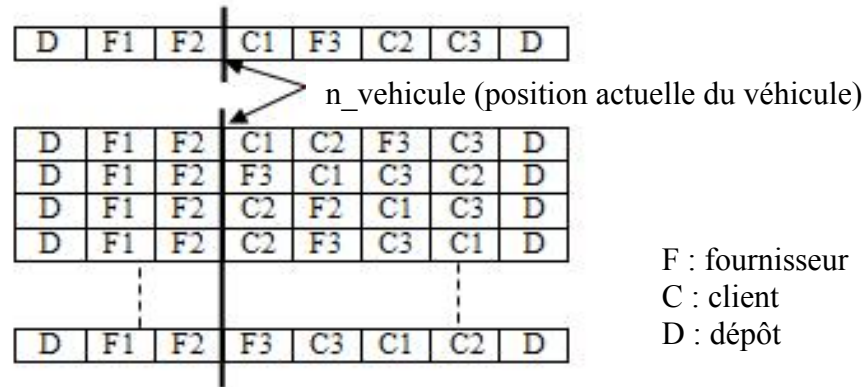 D F1 F2 C1 F3 C2 C3 D
n_vehicule (position actuelle du véhicule)
D F1 F2 C1 C2 F3 C3 D
D F1 F2 F3 C1 C3 C2 D
D F1 F2 C2 F2 C1 C3 D
D F1 F2 C2 F3 C3 C1 D
F : fournisseur
C : client
D : dépôt
D F1 F2 F3 C3 C1 C2 D